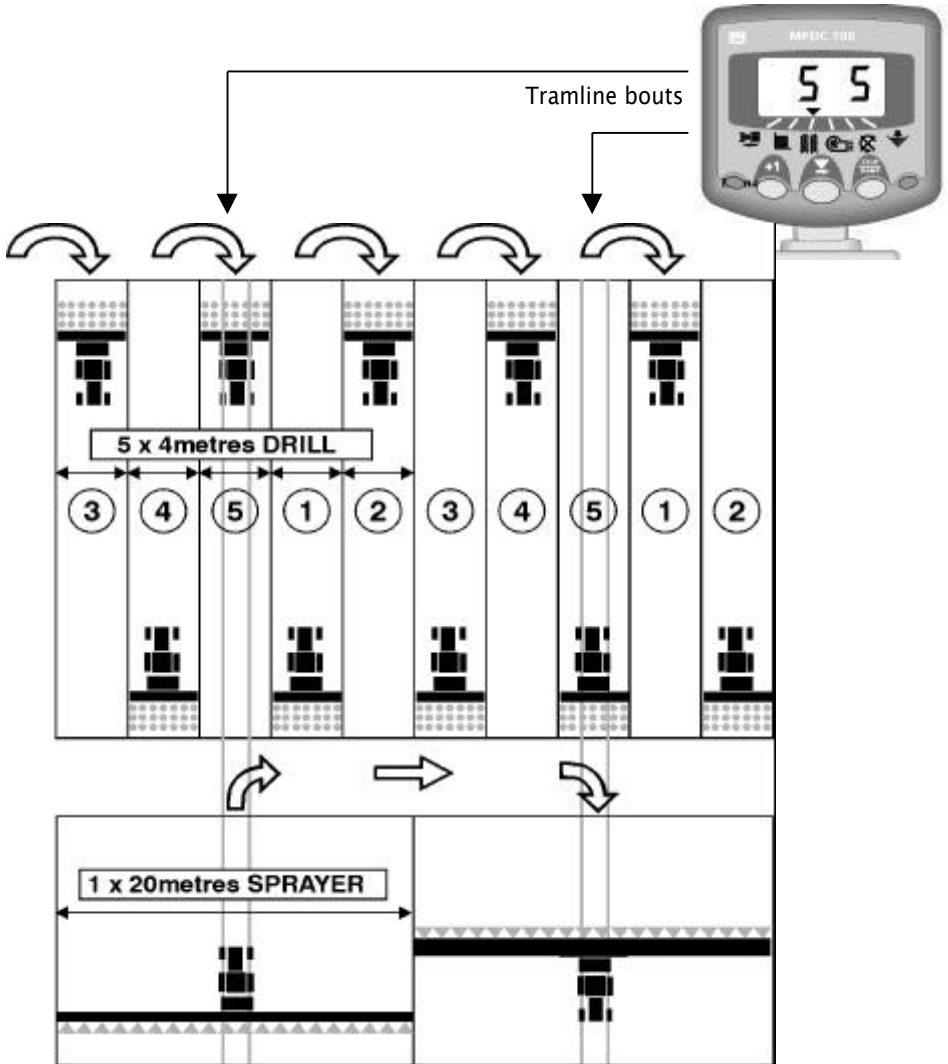 MFDC 100
5 5
Tramline bouts
+1
5 x 4metres DRILL
3 4 5 1 2 3 4 5 1 2
1 x 20metres SPRAYER